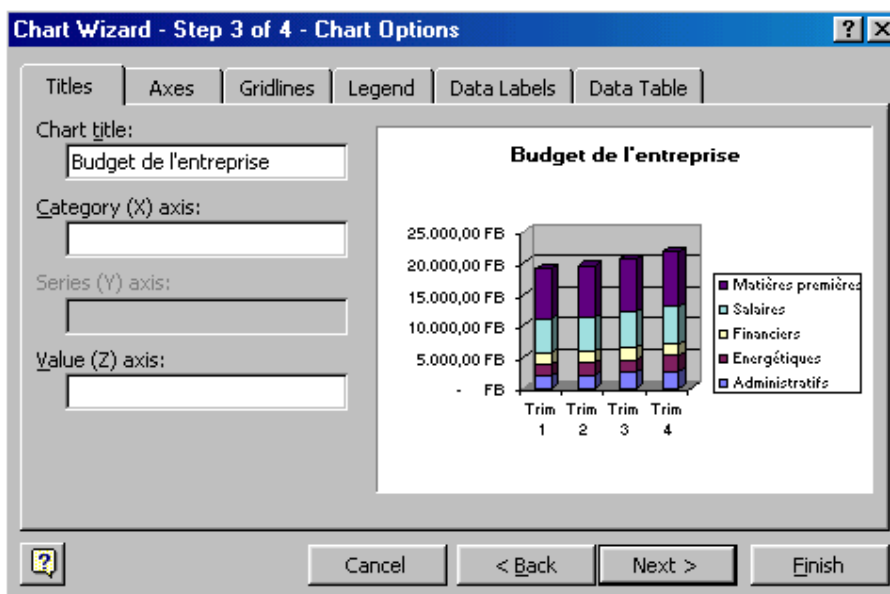 Chart Wizard - Step 3 of 4 - Chart Options
Titles Axes Gridlines Legend Data Labels Data Table
Chart title:
Budget de l'entreprise
Category (X) axis:
Series (Y) axis:
Value (Z) axis:
Budget de l'entreprise
25.000,00 FB
20.000,00 FB
15.000,00 FB
10.000,00 FB
5.000,00 FB
- FB
Trim 1
Trim 2
Trim 3
Trim 4
Matières premières
Salaires
Financiers
Energétiques
Administratifs
Cancel < Back Next > Finish